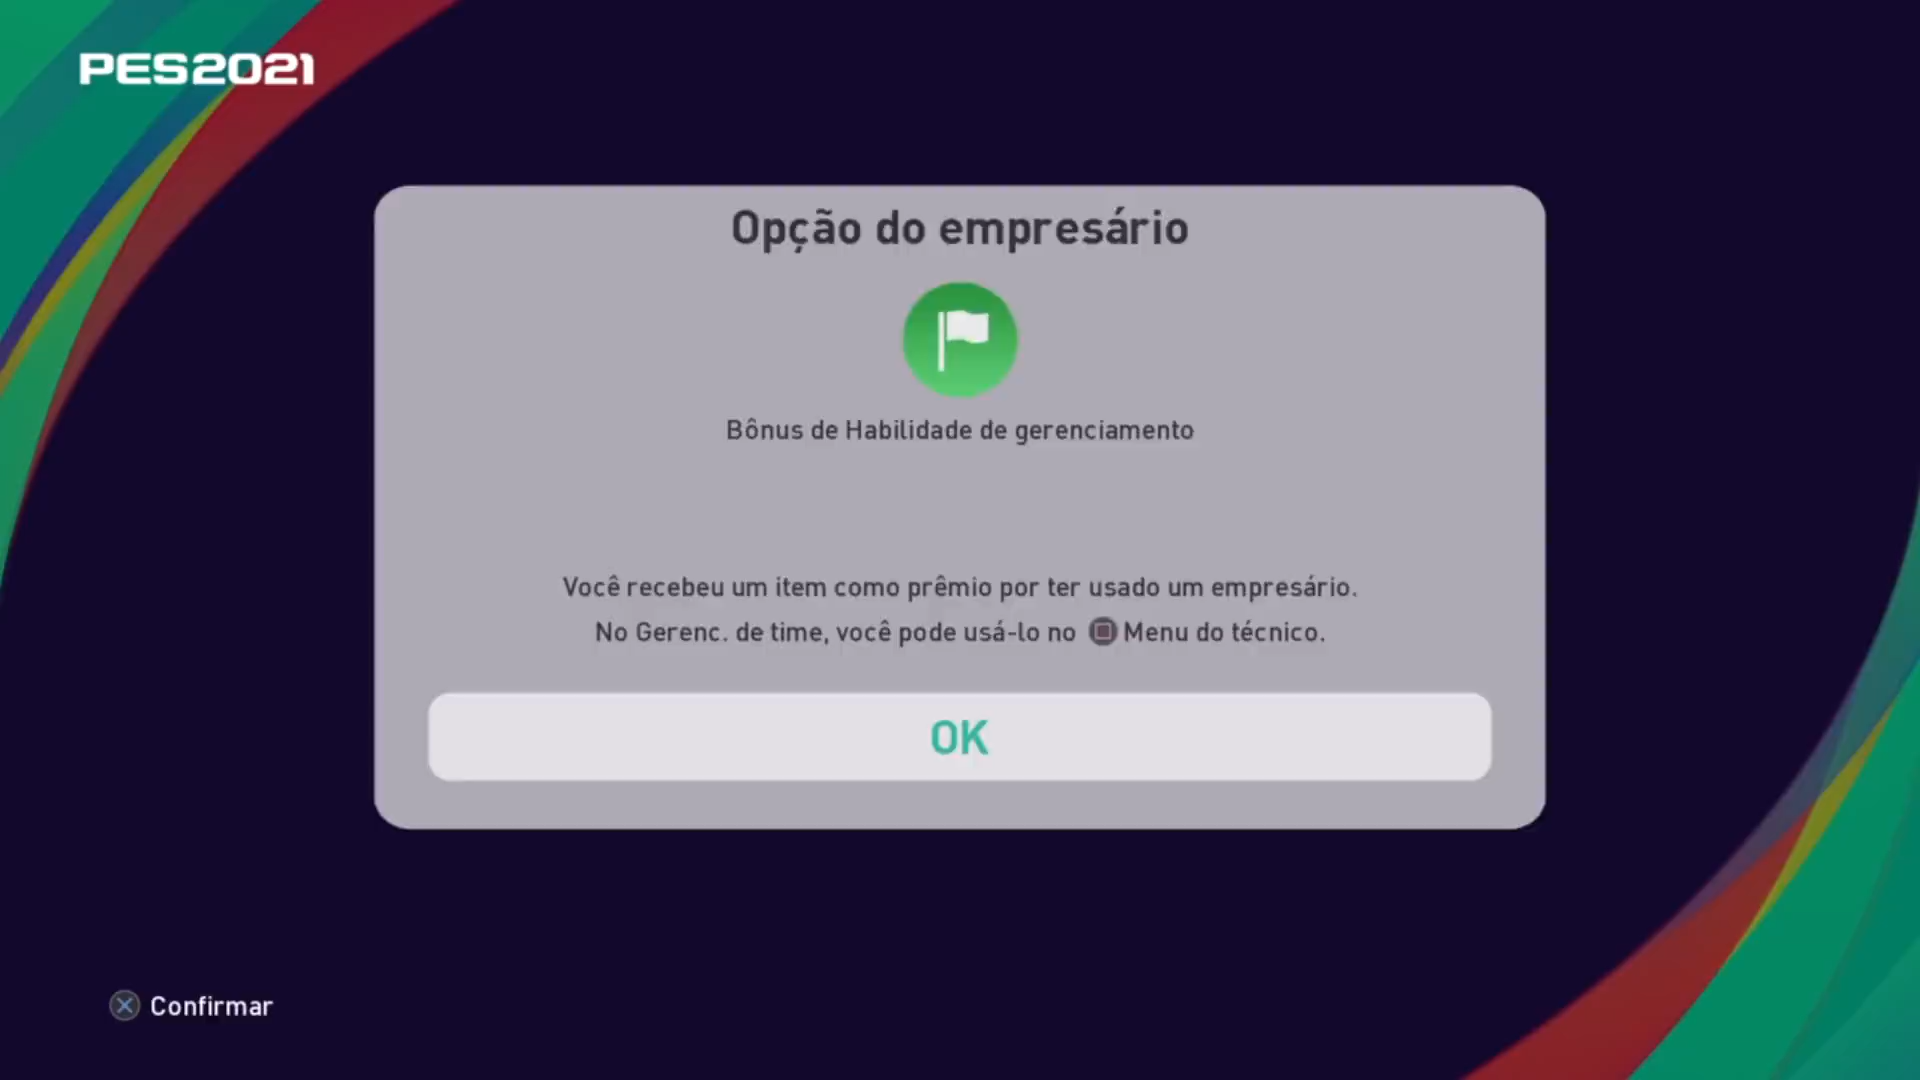 PES2021
Opção do empresário
Bônus de Habilidade de gerenciamento
Você recebeu um item como prêmio por ter usado um empresário.
No Gerenc. de time, você pode usá-lo no Menu do técnico.
OK
Confirmar